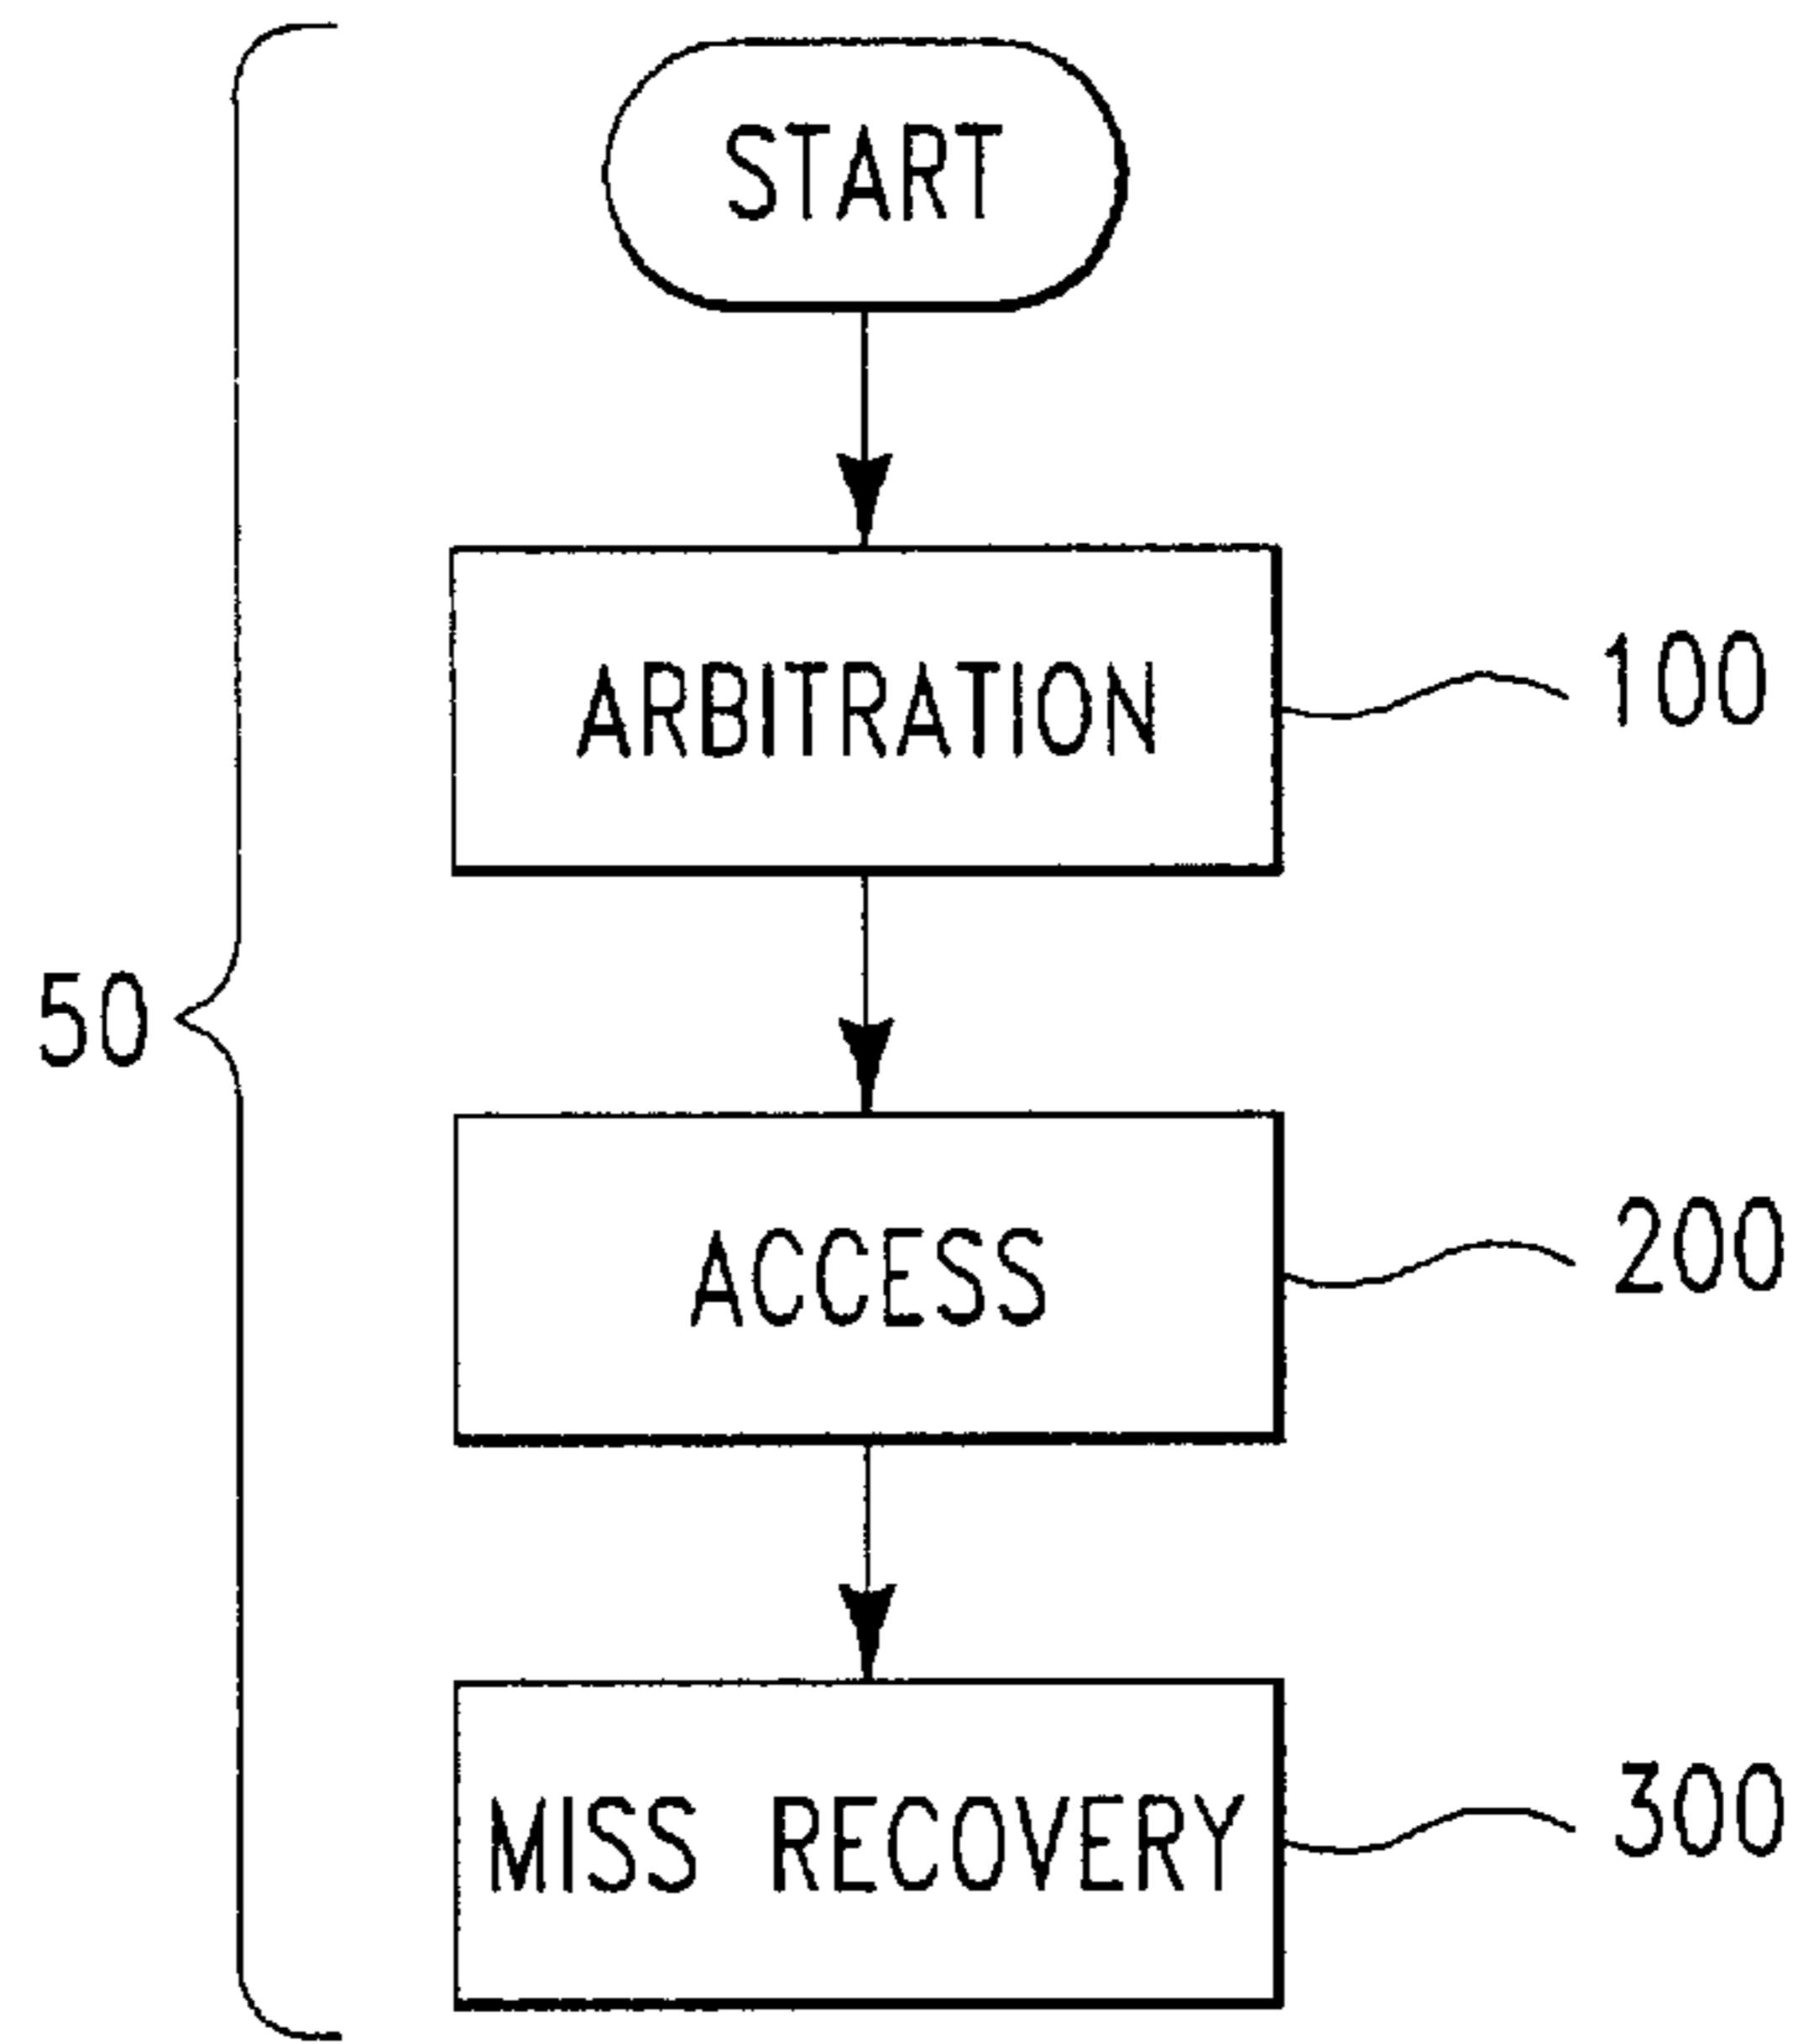 START
ARBITRATION
100
50
ACCESS
200
MISS RECOVERY
300